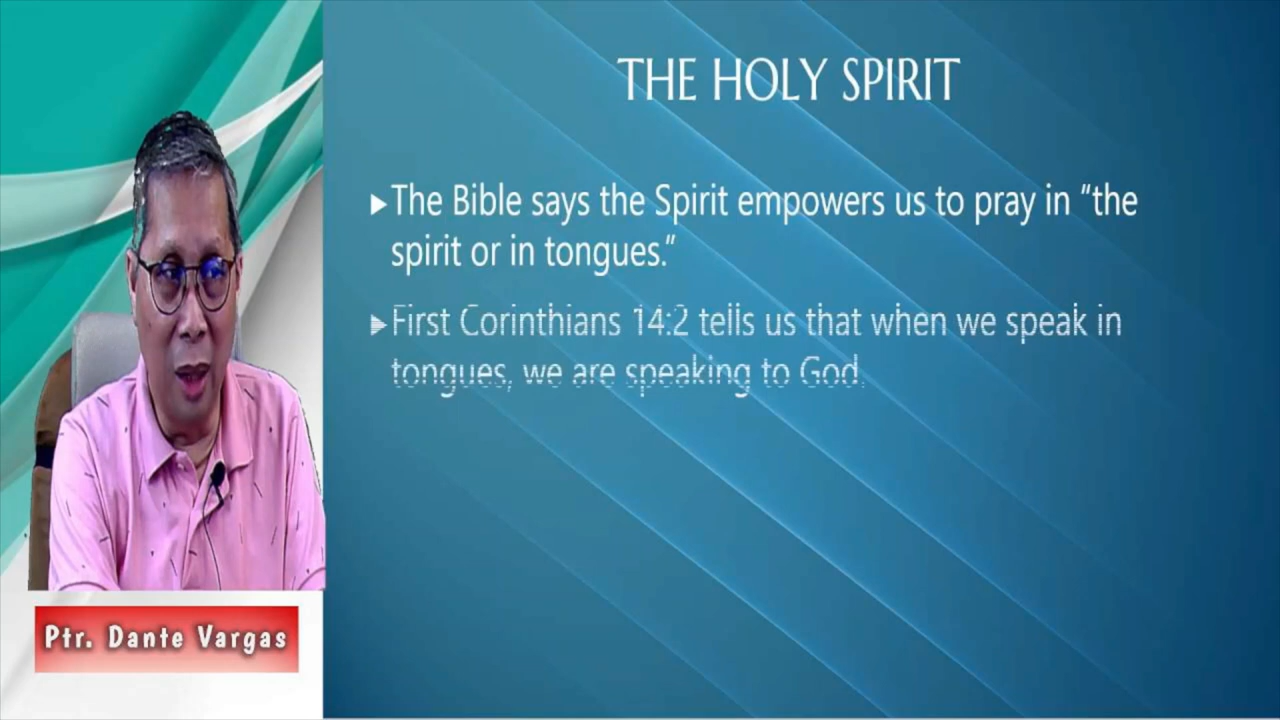 THE HOLY SPIRIT
The Bible says the Spirit empowers us to pray in “the
spirit or in tongues.”
First Corinthians 14:2 tells us that when we speak in
tongues, we are speaking to God.
Ptr. Dante Vargas